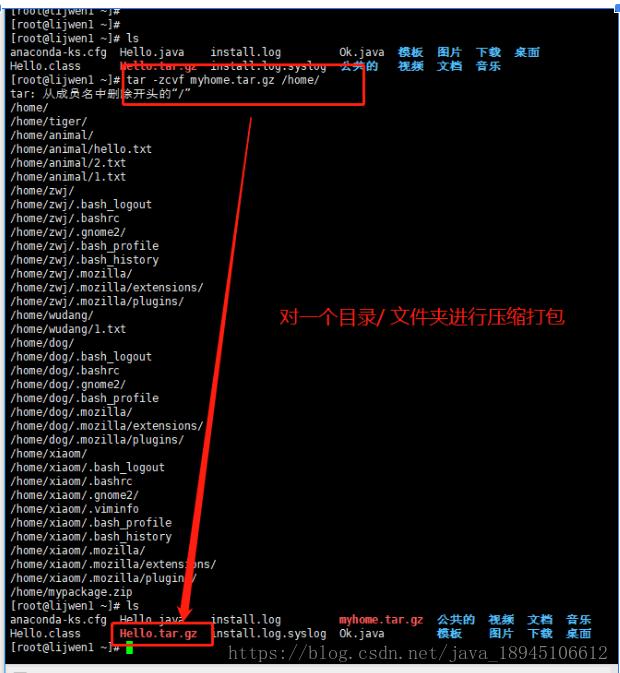 [root@lijwen1 ~]#
[root@lijwen1 ~]#
[root@lijwen1 ~]# ls
anaconda-ks.cfg Hello.java install.log Ok.java 模板 图片 下载 桌面
Hello.class Hello.tar.gz install.log.syslog 公共的 视频 文档 音乐
[root@lijwen1 ~]# tar -zcvf myhome.tar.gz /home/
tar: 从成员名中删除开头的“/”
/home/
/home/tiger/
/home/animal/
/home/animal/hello.txt
/home/animal/2.txt
/home/animal/1.txt
/home/zwj/
/home/zwj/.bash_logout
/home/zwj/.bashrc
/home/zwj/.gnome2/
/home/zwj/.bash_profile
/home/zwj/.bash_history
/home/zwj/.mozilla/
/home/zwj/.mozilla/extensions/
/home/zwj/.mozilla/plugins/
/home/wudang/
对一个目录/ 文件夹进行压缩打包
/home/wudang/1.txt
/home/dog/
/home/dog/.bash_logout
/home/dog/.bashrc
/home/dog/.gnome2/
/home/dog/.bash_profile
/home/dog/.mozilla/
/home/dog/.mozilla/extensions/
/home/dog/.mozilla/plugins/
/home/xiaom/
/home/xiaom/.bash_logout
/home/xiaom/.bashrc
/home/xiaom/.gnome2/
/home/xiaom/.viminfo
/home/xiaom/.bash_profile
/home/xiaom/.bash_history
/home/xiaom/.mozilla/
/home/xiaom/.mozilla/extensions/
/home/xiaom/.mozilla/plugins/
/home/mypackage.zip
[root@lijwen1 ~]# ls
anaconda-ks.cfg Hello.java install.log myhome.tar.gz 公共的 视频 文档 音乐
Hello.class Hello.tar.gz install.log.syslog Ok.java 模板 图片 下载 桌面
[root@lijwen1 ~]#
https://blog.csdn.net/java_18945106612